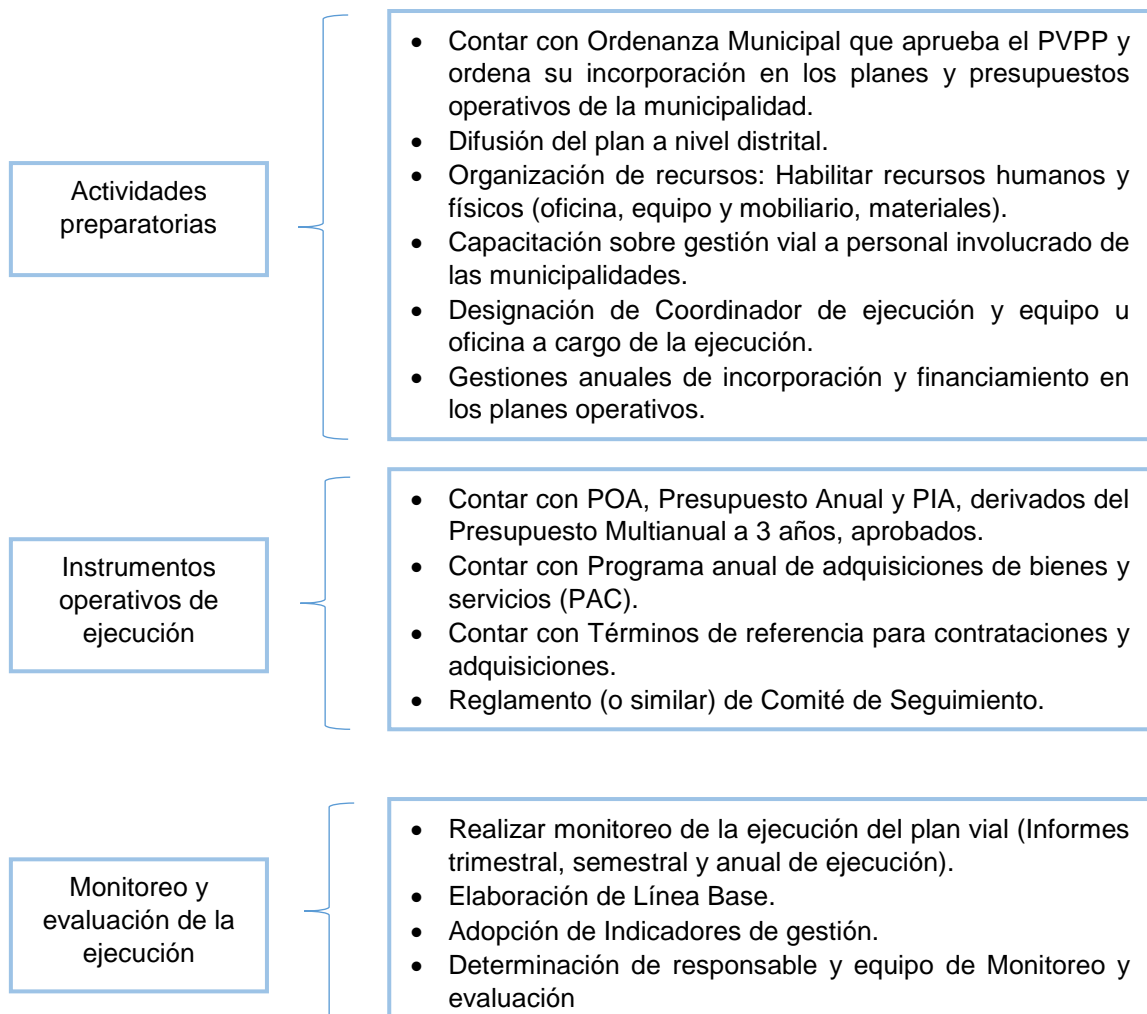 Actividades
preparatorias
• Contar con Ordenanza Municipal que aprueba el PVPP y
ordena su incorporación en los planes y presupuestos
operativos de la municipalidad.
• Difusión del plan a nivel distrital.
• Organización de recursos: Habilitar recursos humanos y
físicos (oficina, equipo y mobiliario, materiales).
• Capacitación sobre gestión vial a personal involucrado de
las municipalidades.
• Designación de Coordinador de ejecución y equipo u
oficina a cargo de la ejecución.
• Gestiones anuales de incorporación y financiamiento en
los planes operativos.
Instrumentos
operativos de
ejecución
• Contar con POA, Presupuesto Anual y PIA, derivados del
Presupuesto Multianual a 3 años, aprobados.
• Contar con Programa anual de adquisiciones de bienes y
servicios (PAC).
• Contar con Términos de referencia para contrataciones y
adquisiciones.
• Reglamento (o similar) de Comité de Seguimiento.
Monitoreo y
evaluación de la
ejecución
• Realizar monitoreo de la ejecución del plan vial (Informes
trimestral, semestral y anual de ejecución).
• Elaboración de Línea Base.
• Adopción de Indicadores de gestión.
• Determinación de responsable y equipo de Monitoreo y
evaluación